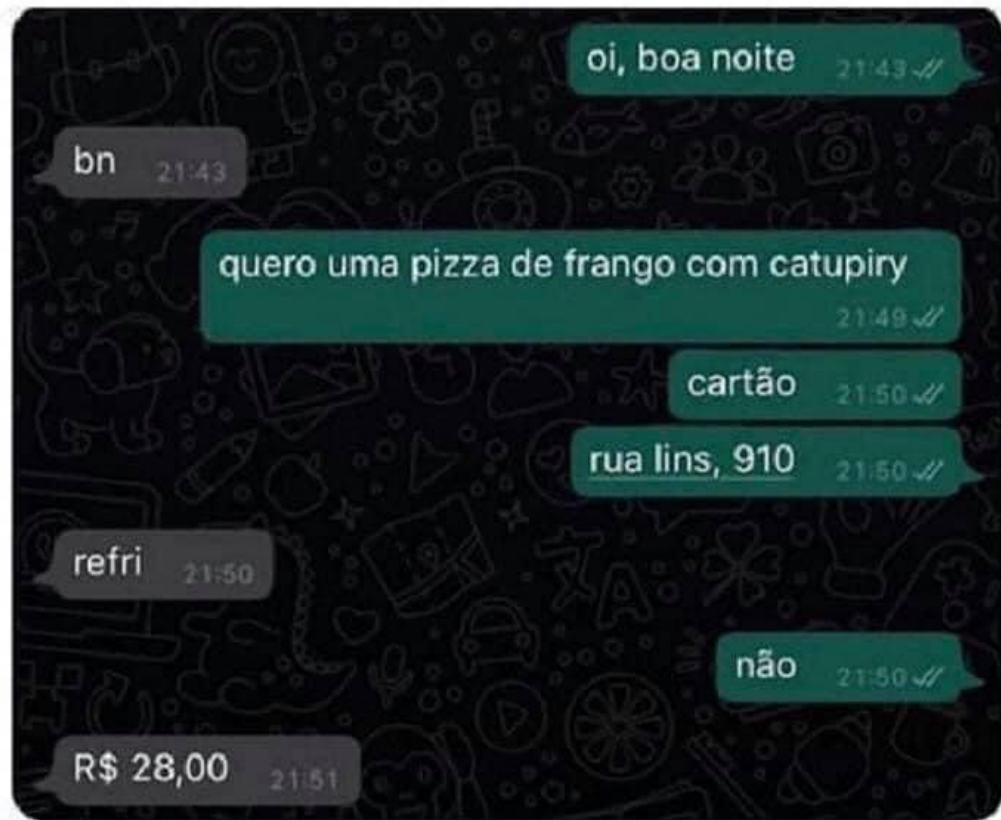 oi, boa noite 21:43
bn 21:43
quero uma pizza de frango com catupiry
21:49
cartão 21:50
rua lins, 910 21:50
refri 21:50
não 21:50
R$ 28,00 21:51